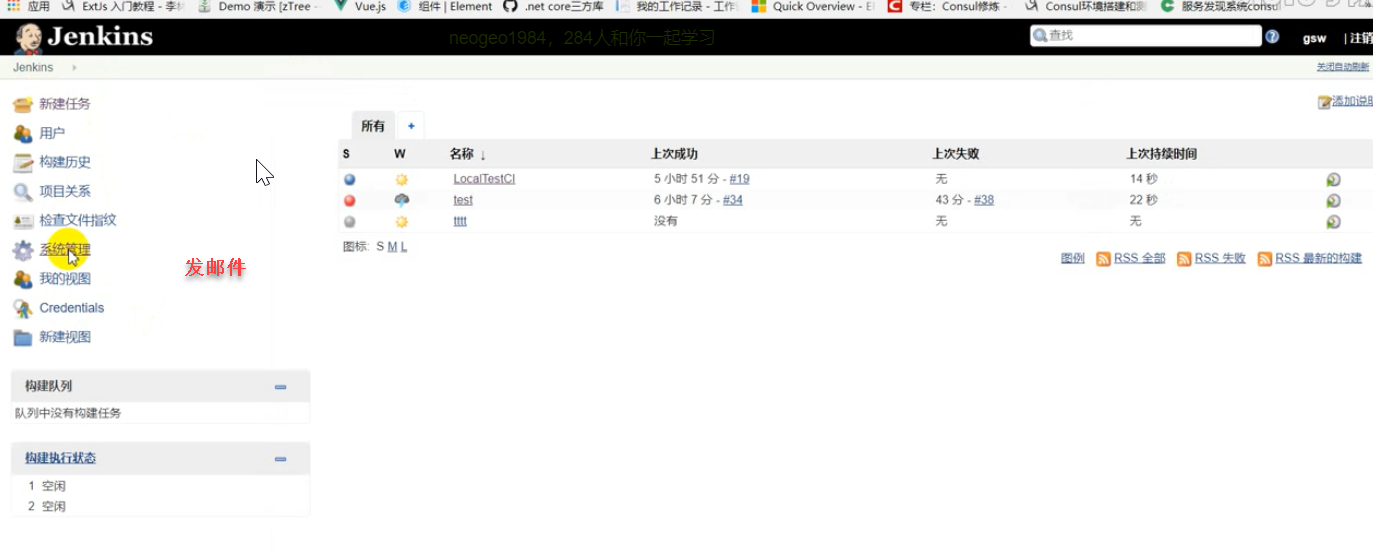 应用 ExtJs 入门教程 - 李林 Demo 演示 [zTree -- Vue.js 组件 | Element .net core三方库 我的工作记录 - 工作 Quick Overview - El 专栏：Consul修炼 - Consul环境搭建和测 服务发现系统consul
Jenkins neogeo1984，284人和你一起学习 查找 gsw | 注销
Jenkins 关闭自动刷新
新建任务 添加说明
用户 所有 +
S W 名称 ↓ 上次成功 上次失败 上次持续时间
构建历史
LocalTestCI 5 小时 51 分 - #19 无 14 秒
项目关系
test 6 小时 7 分 - #34 43 分 - #38 22 秒
检查文件指纹
tttt 没有 无 无
系统管理
图标: S M L
图例 RSS 全部 RSS 失败 RSS 最新的构建
发邮件
我的视图
Credentials
新建视图
构建队列
队列中没有构建任务
构建执行状态
1 空闲
2 空闲